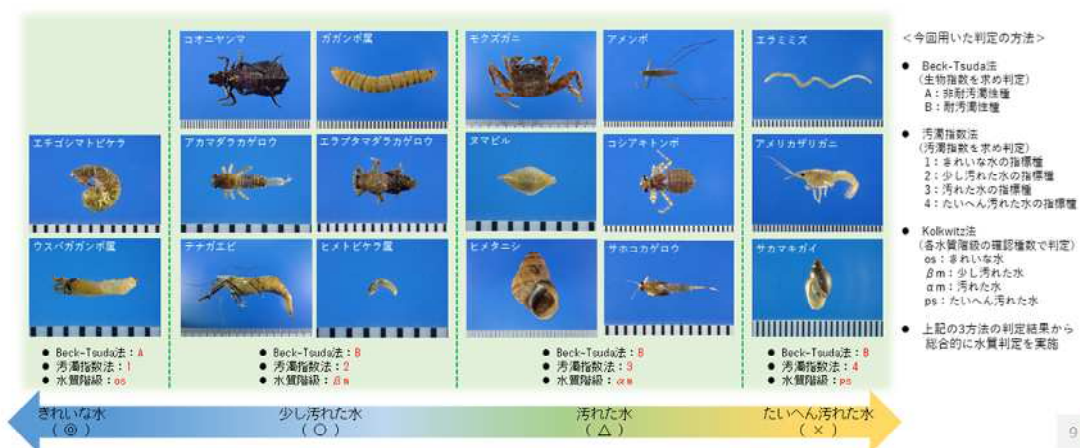 コオニヤンマ
ガガンボ属
モクズガニ
アメンボ
エラミミズ
エチゴシマトビケラ
アカマダラカゲロウ
エラブタマダラカゲロウ
ヌマビル
コシアキトンボ
アメリカザリガニ
ウスバガガンボ属
テナガエビ
ヒメトビケラ属
ヒメタニシ
サホコカゲロウ
サカマキガイ
● Beck-Tsuda法：A
● 汚濁指数法：1
● 水質階級：os
● Beck-Tsuda法：B
● 汚濁指数法：2
● 水質階級：βm
● Beck-Tsuda法：B
● 汚濁指数法：3
● 水質階級：αm
● Beck-Tsuda法：B
● 汚濁指数法：4
● 水質階級：ps
きれいな水
（◎）
少し汚れた水
（○）
汚れた水
（△）
たいへん汚れた水
（×）
＜今回用いた判定の方法＞
● Beck-Tsuda法
（生物指数を求め判定）
A：非耐汚濁性種
B：耐汚濁性種
● 汚濁指数法
（汚濁指数を求め判定）
1：きれいな水の指標種
2：少し汚れた水の指標種
3：汚れた水の指標種
4：たいへん汚れた水の指標種
● Kolkwitz法
（各水質階級の確認種数で判定）
os：きれいな水
βm：少し汚れた水
αm：汚れた水
ps：たいへん汚れた水
● 上記の3方法の判定結果から
総合的に水質判定を実施
9